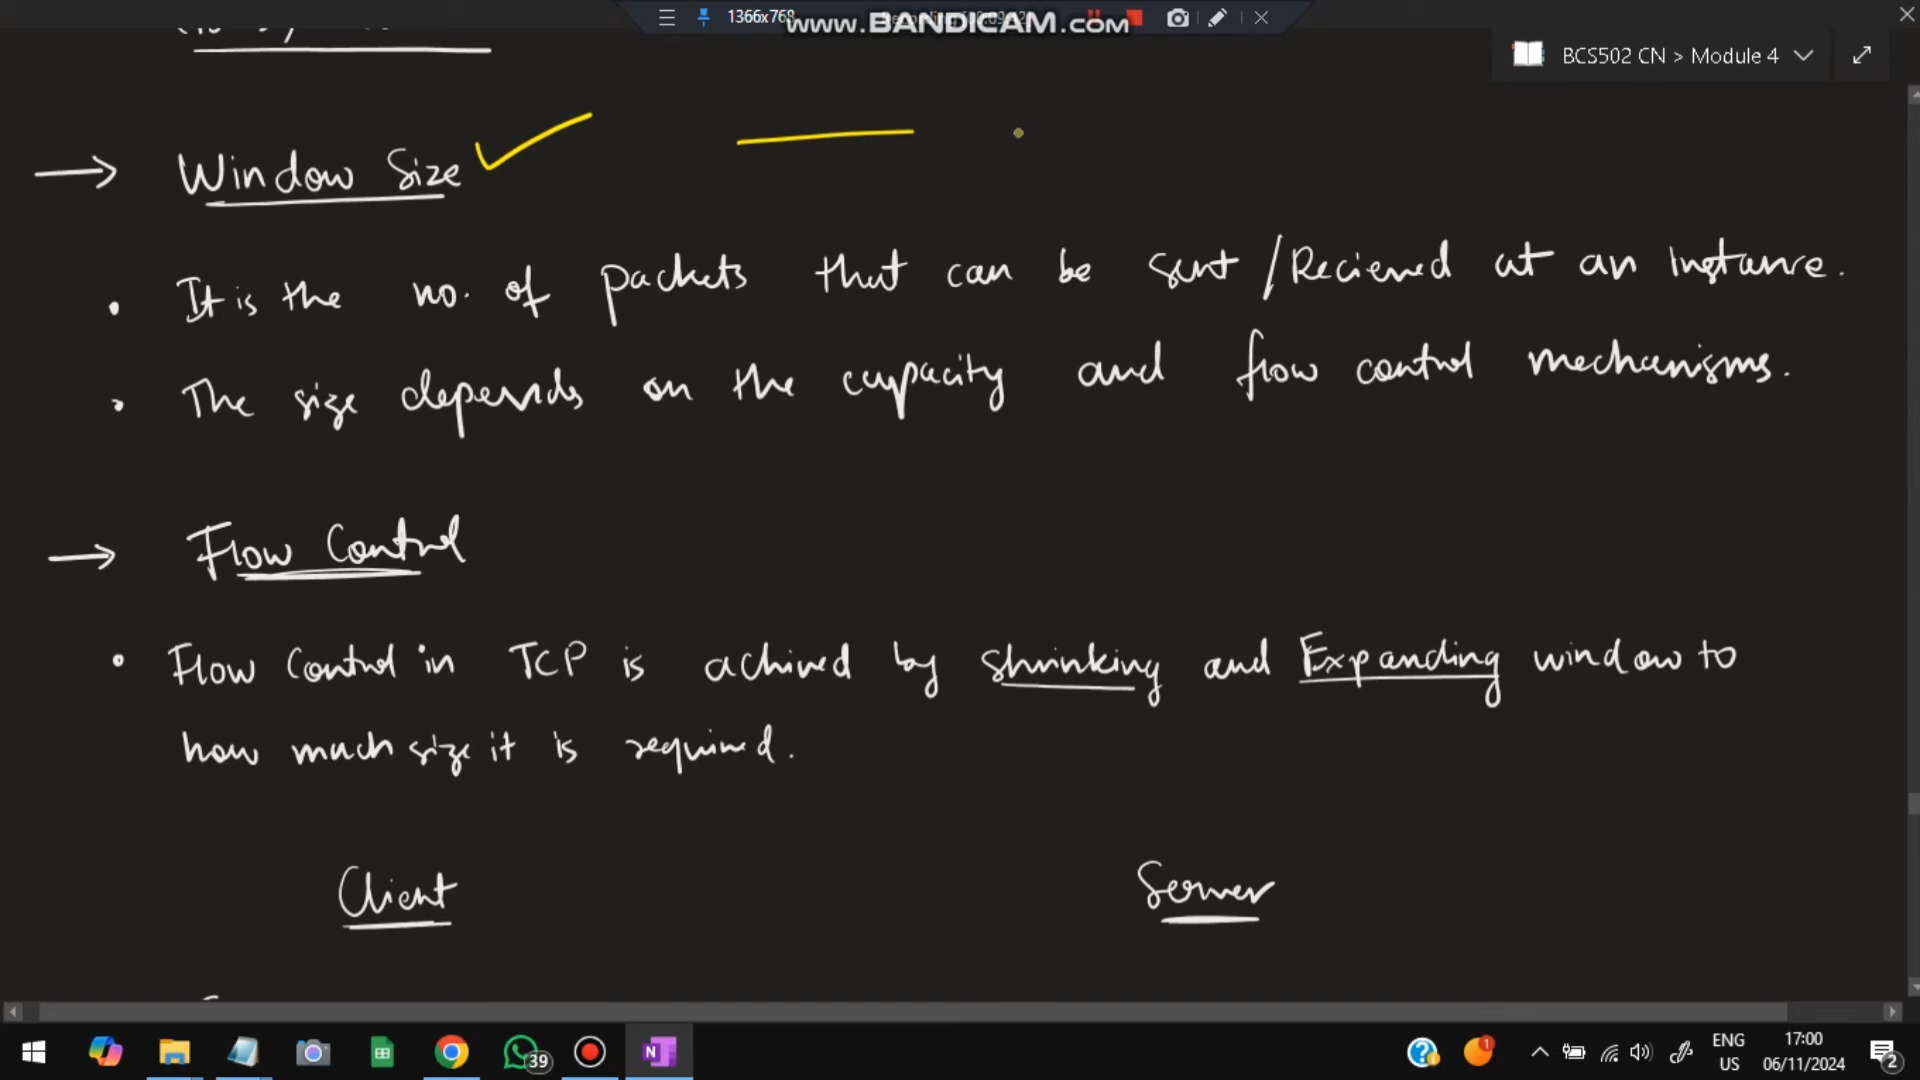 1366x768
www.BANDICAM.com
BCS502 CN > Module 4
→ Window Size
• It is the no. of packets that can be sent / Recieved at an instance.
• The size depends on the capacity and flow control mechanisms.
→ Flow Control
• Flow Control in TCP is achived by shrinking and Expanding window to
how much size it is required.
Client
Server
39
N
1
ENG
US
17:00
06/11/2024
2